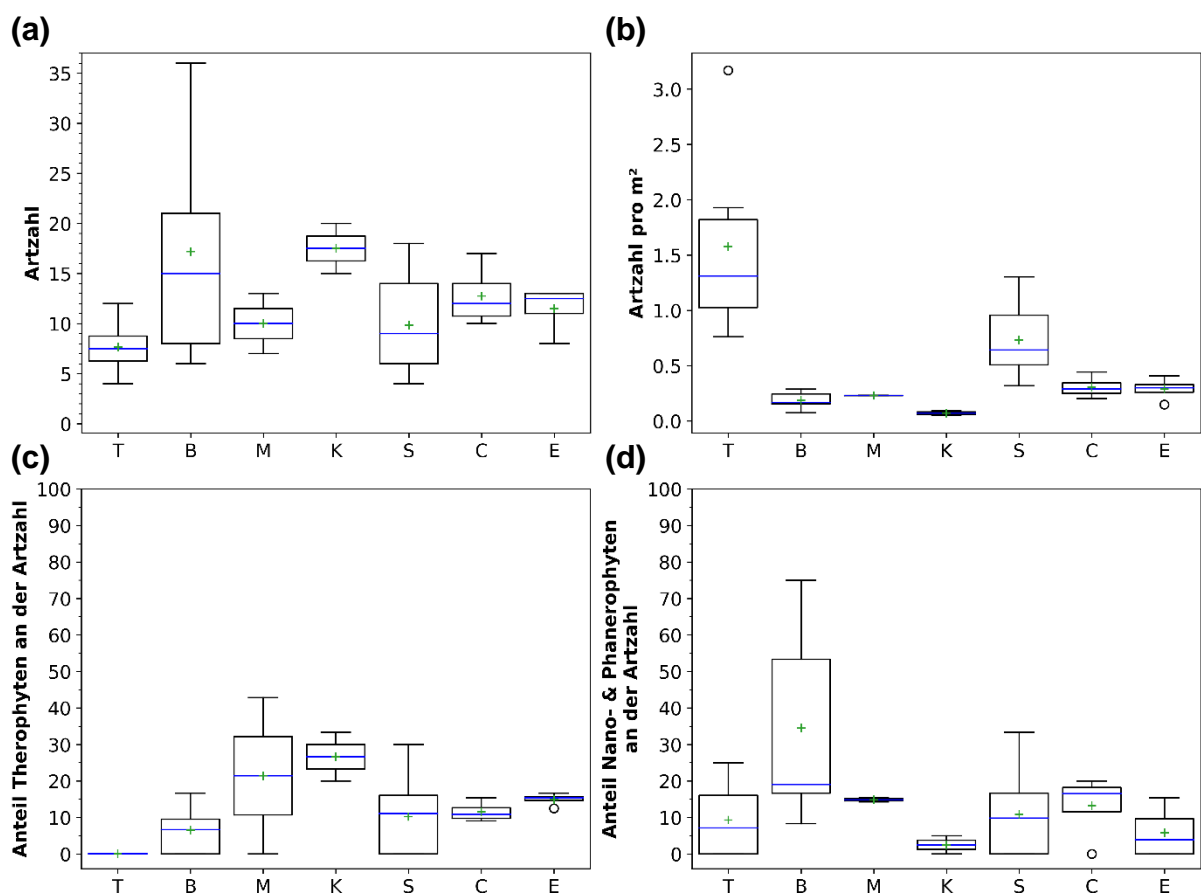 (a)
Artzahl
35
30
25
20
15
10
5
0
T B M K S C E
(b)
Artzahl pro m²
3.0
2.5
2.0
1.5
1.0
0.5
0.0
T B M K S C E
(c)
Anteil Therophyten an der Artzahl
100
90
80
70
60
50
40
30
20
10
0
T B M K S C E
(d)
Anteil Nano- & Phanerophyten
an der Artzahl
100
90
80
70
60
50
40
30
20
10
0
T B M K S C E